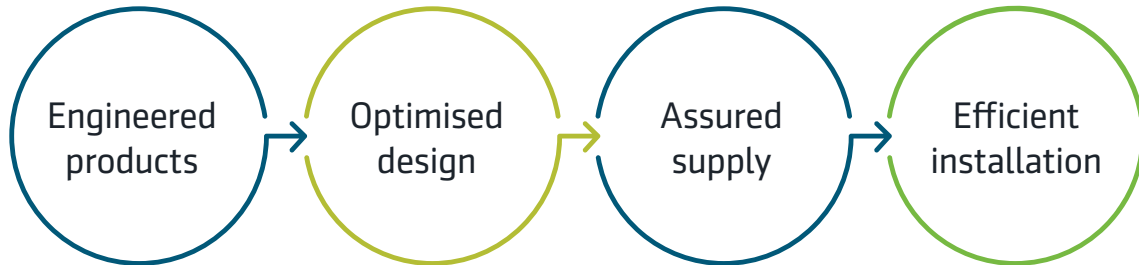 Engineered
products
Optimised
design
Assured
supply
Efficient
installation